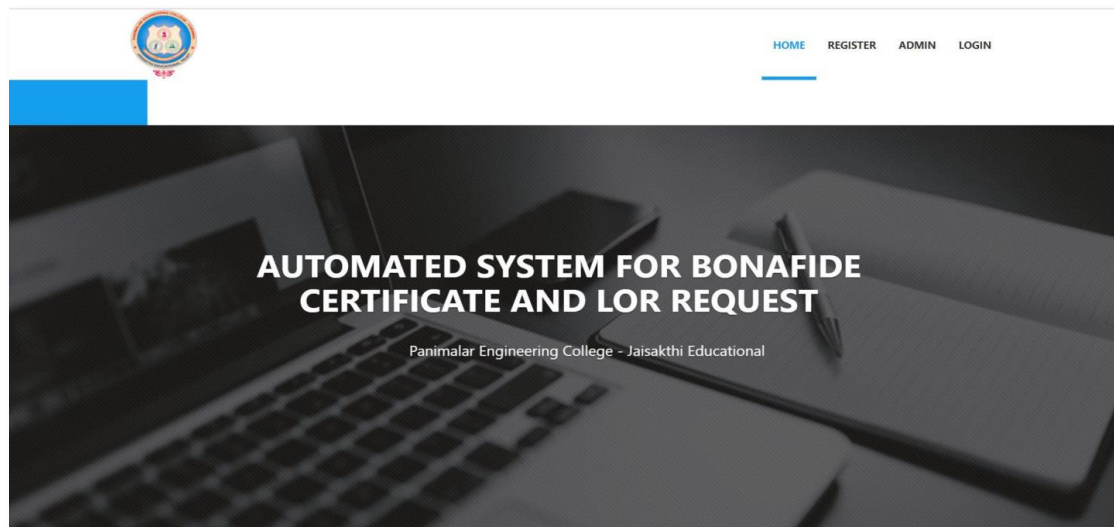 HOME REGISTER ADMIN LOGIN
AUTOMATED SYSTEM FOR BONAFIDE
CERTIFICATE AND LOR REQUEST
Panimalar Engineering College - Jaisakthi Educational